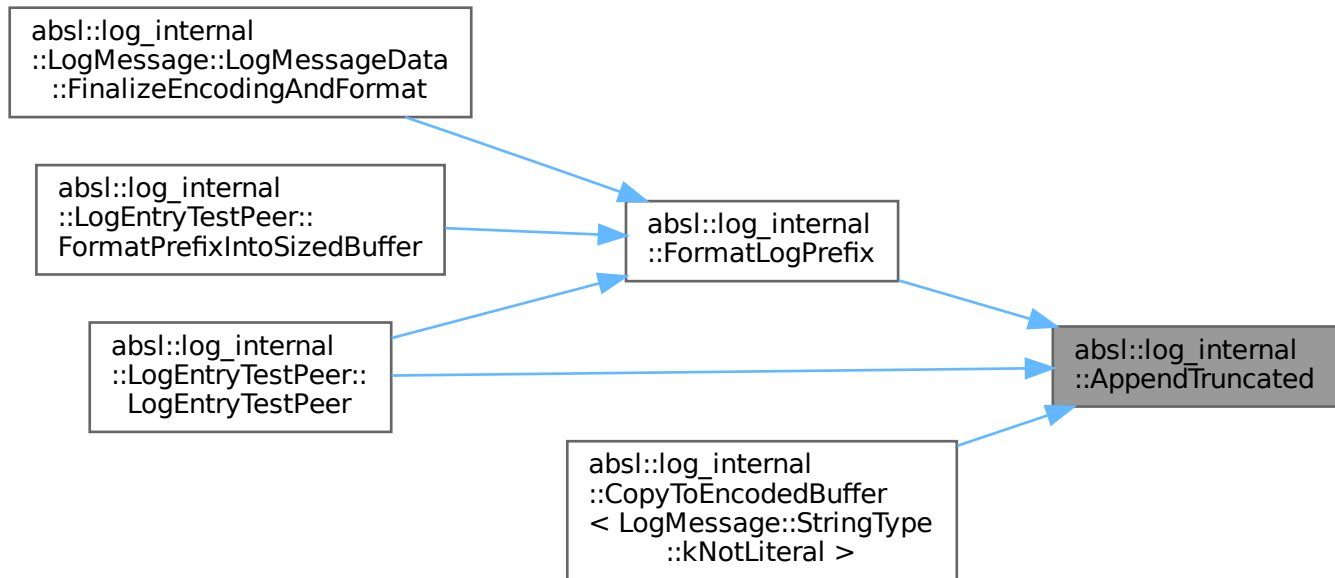 absl::log_internal
::LogMessage::LogMessageData
::FinalizeEncodingAndFormat
absl::log_internal
::LogEntryTestPeer::
FormatPrefixIntoSizedBuffer
absl::log_internal
::LogEntryTestPeer::
LogEntryTestPeer
absl::log_internal
::FormatLogPrefix
absl::log_internal
::AppendTruncated
absl::log_internal
::CopyToEncodedBuffer
< LogMessage::StringType
::kNotLiteral >